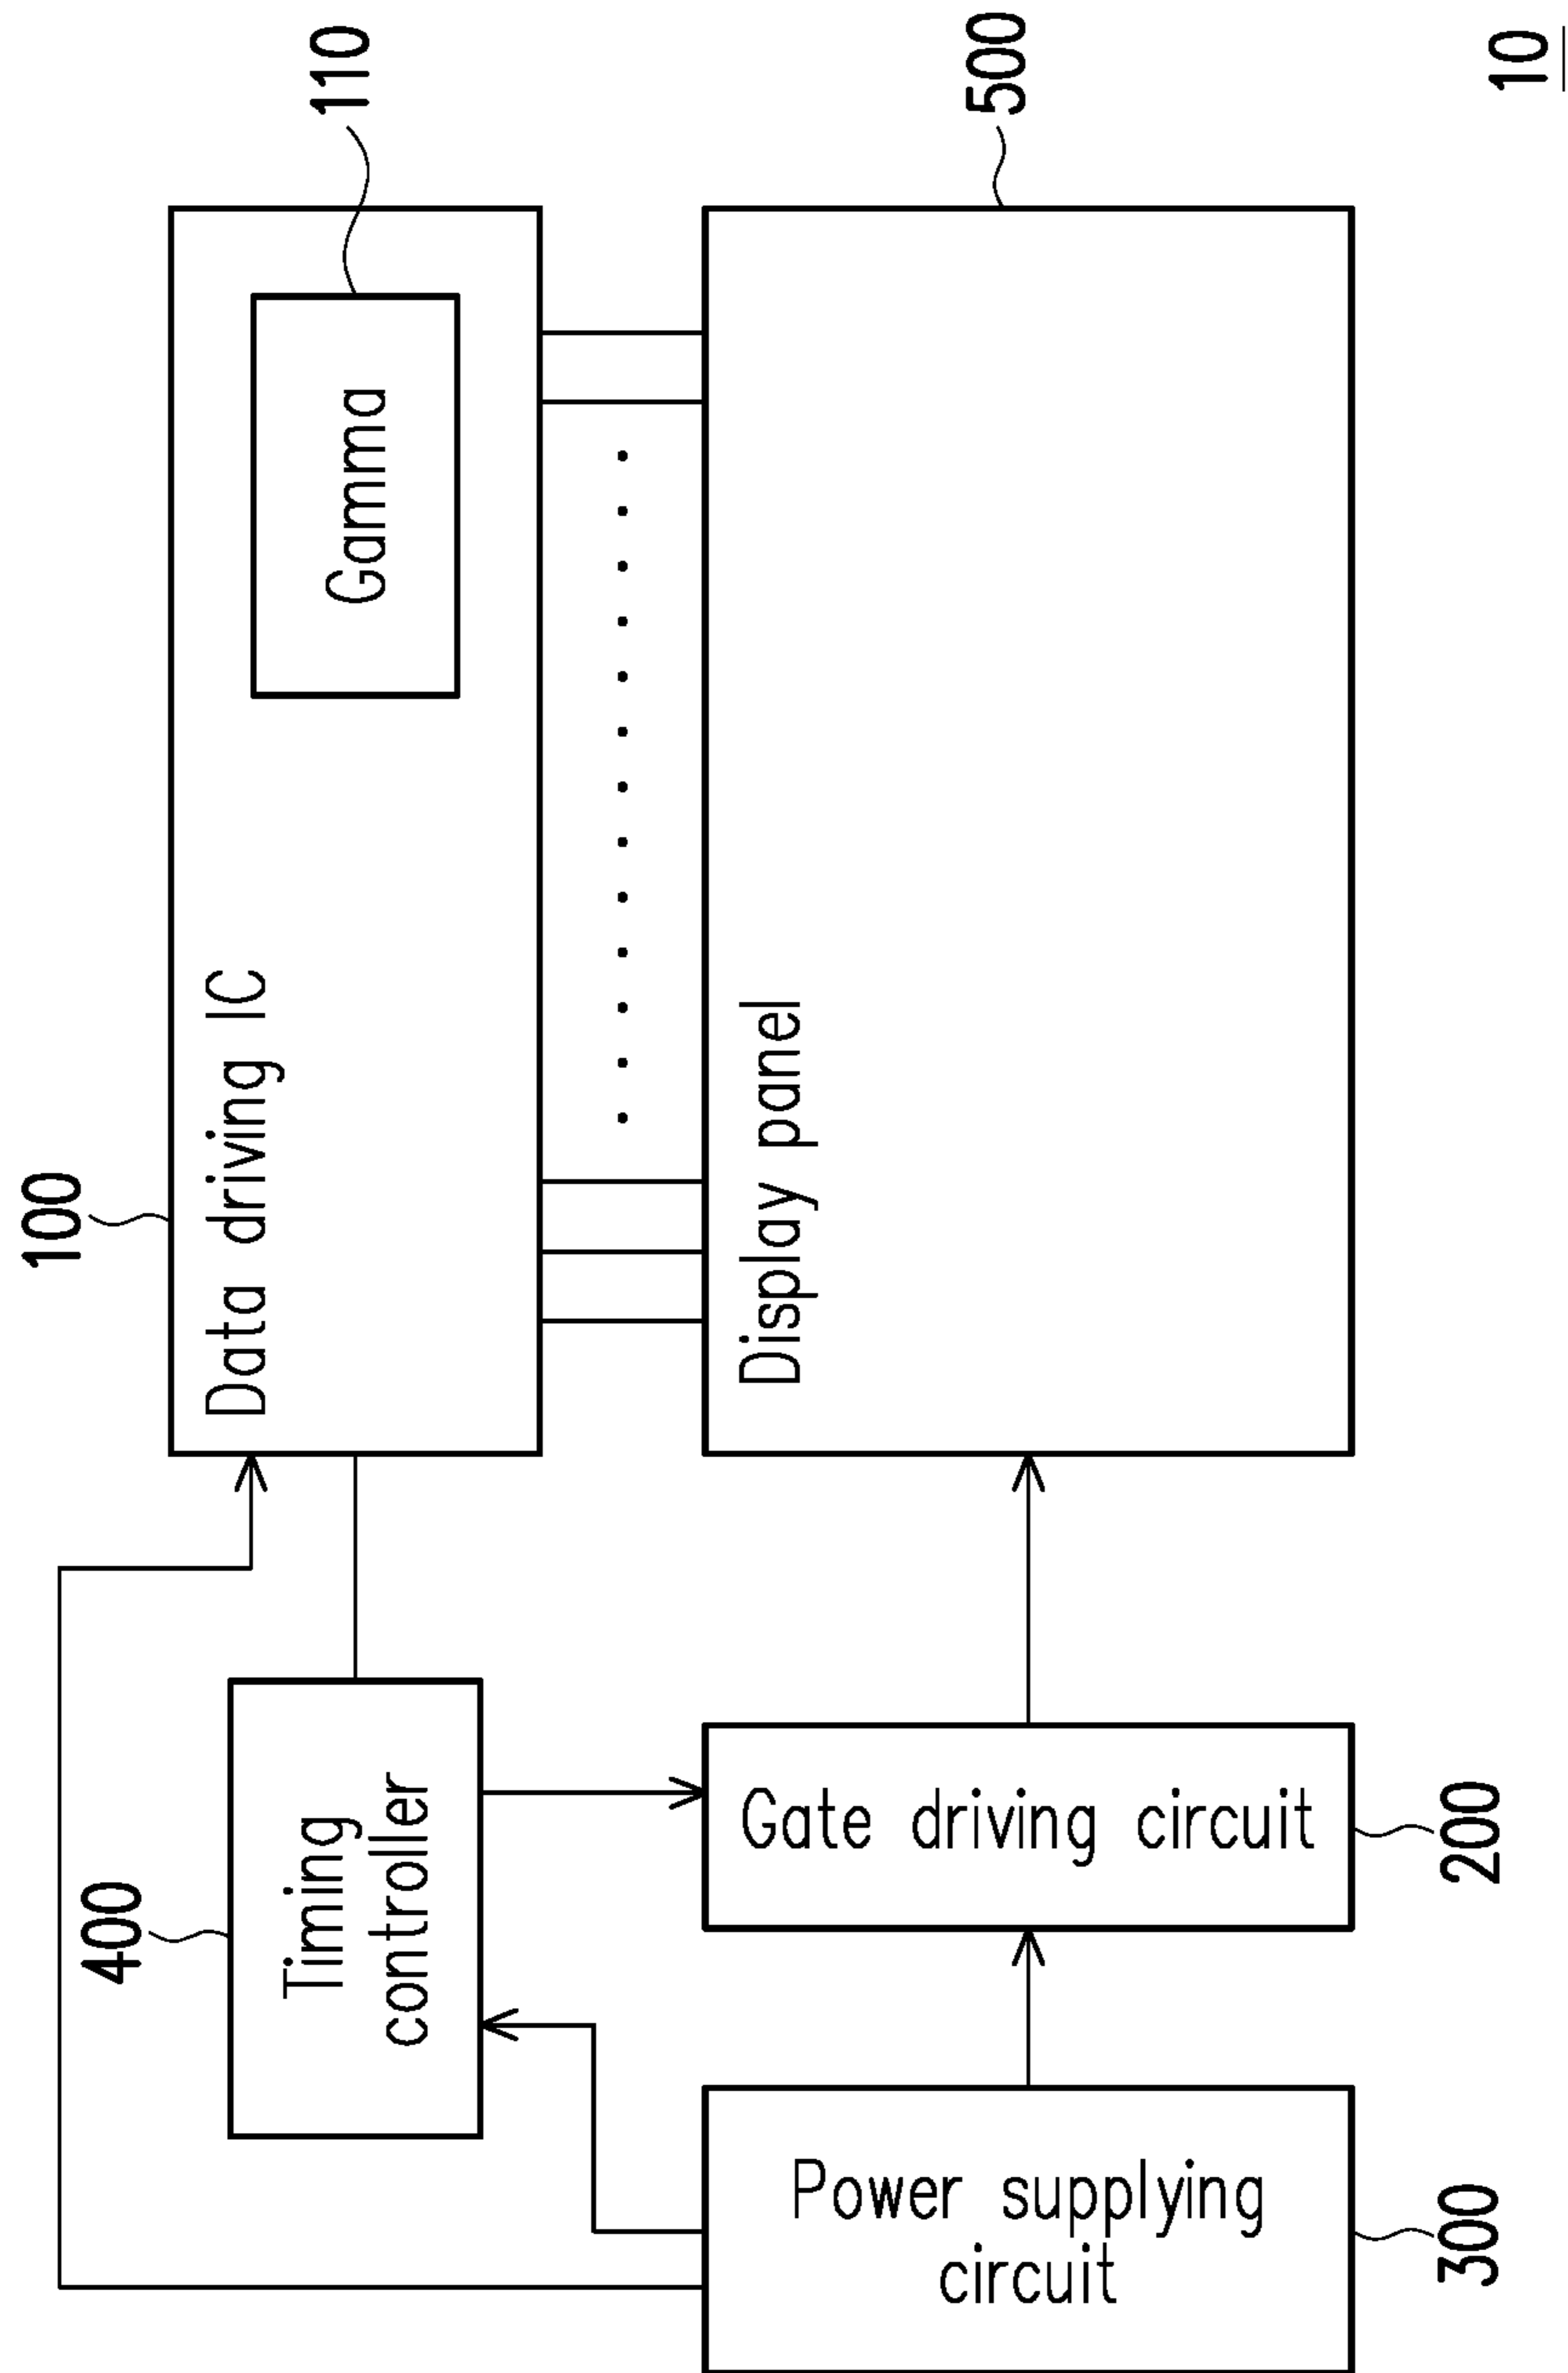 100
Data driving IC
Gamma
110
400
Timing
controller
Display panel
500
Power supplying
circuit
300
Gate driving circuit
200
10